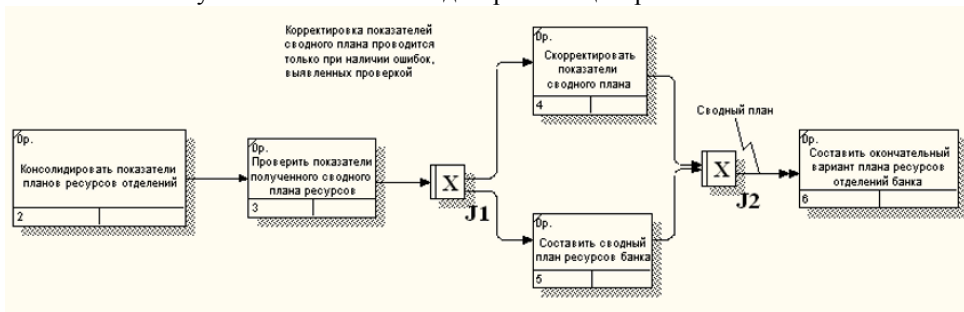 Корректировка показателей
сводного плана проводится
только при наличии ошибок,
выявленных проверкой
0р.
Скорректировать
показатели
сводного плана
4
Сводный план
0р.
Консолидировать показатели
планов ресурсов отделений
2
0р.
Проверить показатели
полученного сводного
плана ресурсов
3
X
J1
0р.
Составить сводный
план ресурсов банка
5
X
J2
0р.
Составить окончательный
вариант плана ресурсов
отделений банка
6